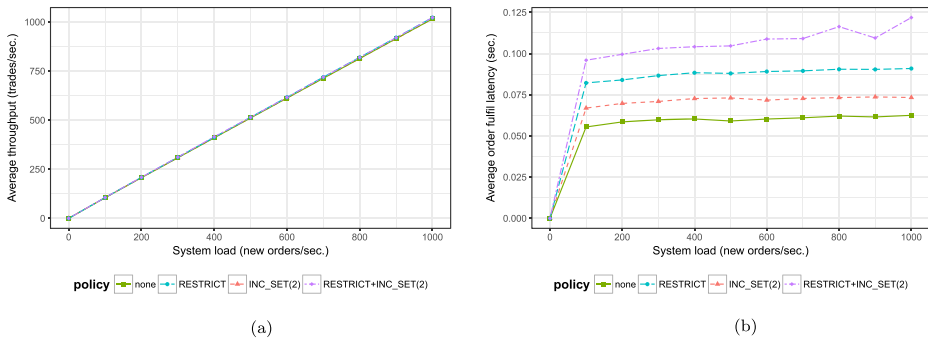 1000
750
500
250
0
Average throughput (trades/sec.)
0 200 400 600 800 1000
System load (new orders/sec.)
policy none RESTRICT INC_SET(2) RESTRICT+INC_SET(2)
(a)
0.125
0.100
0.075
0.050
0.025
0.000
Average order fulfill latency (sec.)
0 200 400 600 800 1000
System load (new orders/sec.)
policy none RESTRICT INC_SET(2) RESTRICT+INC_SET(2)
(b)